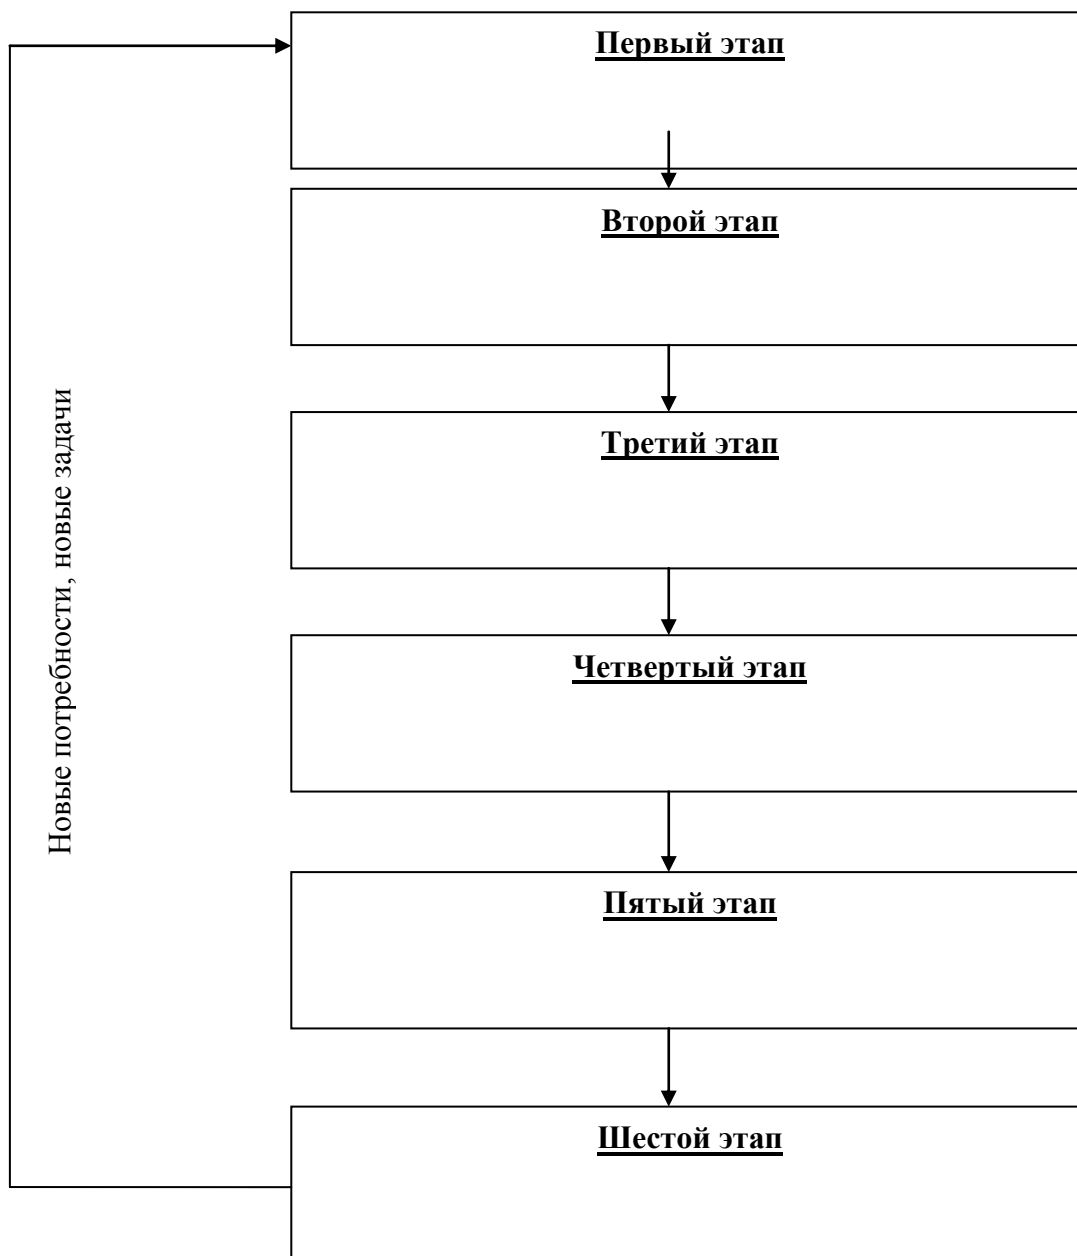 Первый этап
Второй этап
Третий этап
Новые потребности, новые задачи
Четвертый этап
Пятый этап
Шестой этап